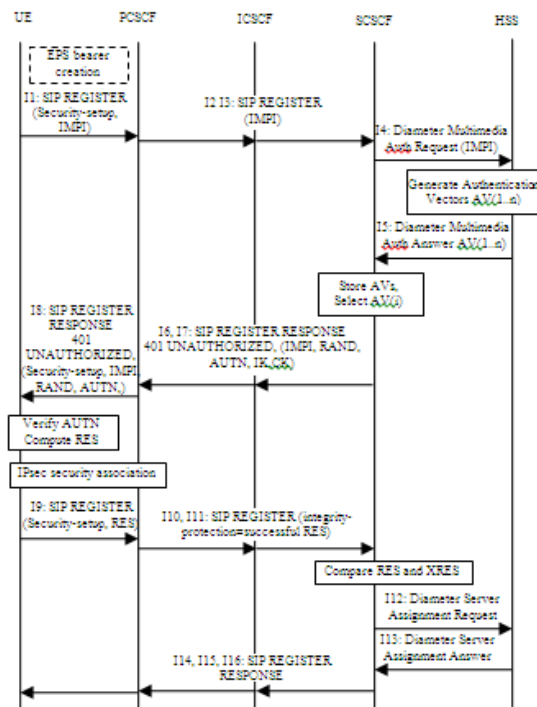 UE PCSCF ICSCF SCSCF HSS
EPS bearer
creation
I1: SIP REGISTER
(Security-setup,
IMPI)
I2 I3: SIP REGISTER
(IMPI)
I4: Diameter Multimedia
Auth Request (IMPI)
Generate Authentication
Vectors AV(1..n)
I5: Diameter Multimedia
Auth Answer AV(1..n)
Store AVs,
Select AV(i)
I6, I7: SIP REGISTER RESPONSE
401 UNAUTHORIZED, (IMPI, RAND,
AUTN, IK,CK)
I8: SIP REGISTER
RESPONSE
401
UNAUTHORIZED,
(Security-setup, IMPI,
RAND, AUTN,)
Verify AUTN
Compute RES
IPsec security association
I9: SIP REGISTER
(Security-setup, RES)
I10, I11: SIP REGISTER (integrity-
protection=successful RES)
Compare RES and XRES
I12: Diameter Server
Assignment Request
I13: Diameter Server
Assignment Answer
I14, I15, I16: SIP REGISTER
RESPONSE